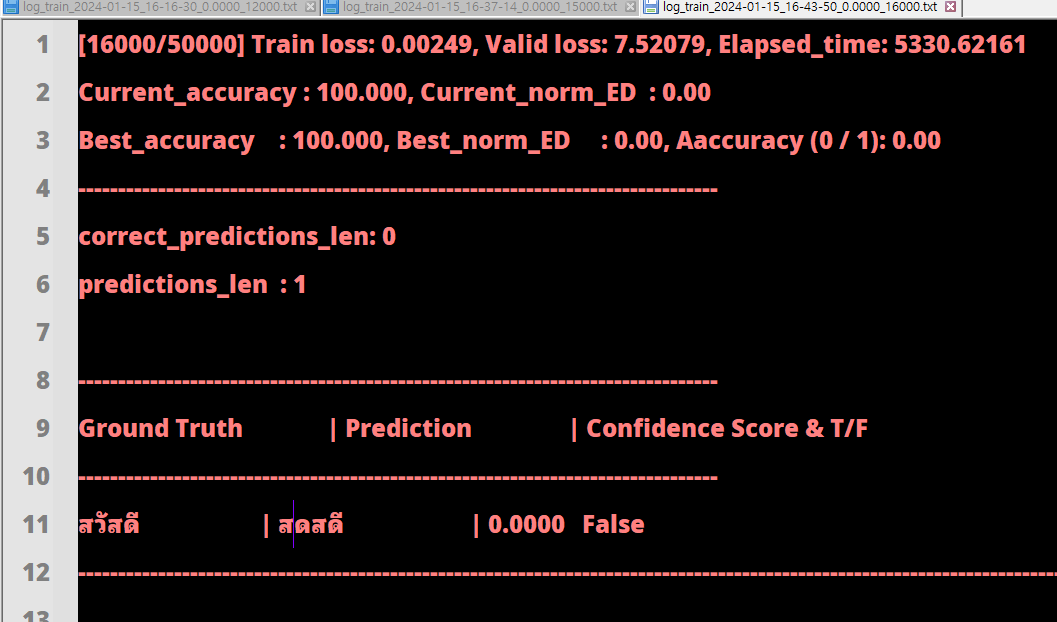 log_train_2024-01-15_16-16-30_0.0000_12000.txt log_train_2024-01-15_16-37-14_0.0000_15000.txt log_train_2024-01-15_16-43-50_0.0000_16000.txt
1 [16000/50000] Train loss: 0.00249, Valid loss: 7.52079, Elapsed_time: 5330.62161
2 Current_accuracy : 100.000, Current_norm_ED : 0.00
3 Best_accuracy : 100.000, Best_norm_ED : 0.00, Aaccuracy (0 / 1): 0.00
4 --------------------------------------------------------------------------------
5 correct_predictions_len: 0
6 predictions_len : 1
7
8 --------------------------------------------------------------------------------
9 Ground Truth | Prediction | Confidence Score & T/F
10 --------------------------------------------------------------------------------
11 สวัสดี | สดสดี | 0.0000 False
12 --------------------------------------------------------------------------------------------------------------------------
13